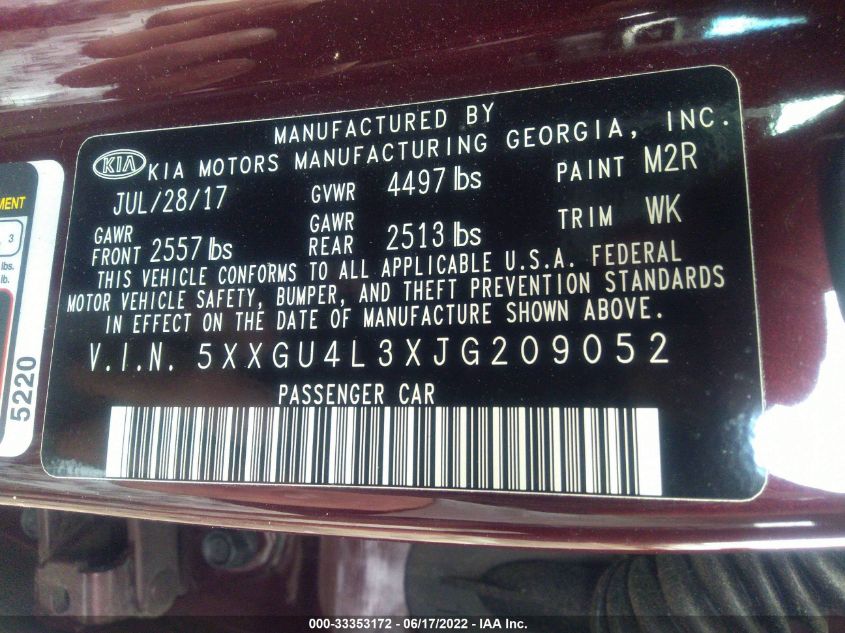 MANUFACTURED BY
KIA KIA MOTORS MANUFACTURING GEORGIA, INC.
JUL/28/17 GVWR 4497 lbs PAINT M2R
GAWR FRONT 2557 lbs GAWR REAR 2513 lbs TRIM WK
THIS VEHICLE CONFORMS TO ALL APPLICABLE U.S.A. FEDERAL
MOTOR VEHICLE SAFETY, BUMPER, AND THEFT PREVENTION STANDARDS
IN EFFECT ON THE DATE OF MANUFACTURE SHOWN ABOVE.
V.I.N. 5XXGU4L3XJG209052
PASSENGER CAR
3
lbs.
lb.
5220
000-33353172 - 06/17/2022 - IAA Inc.